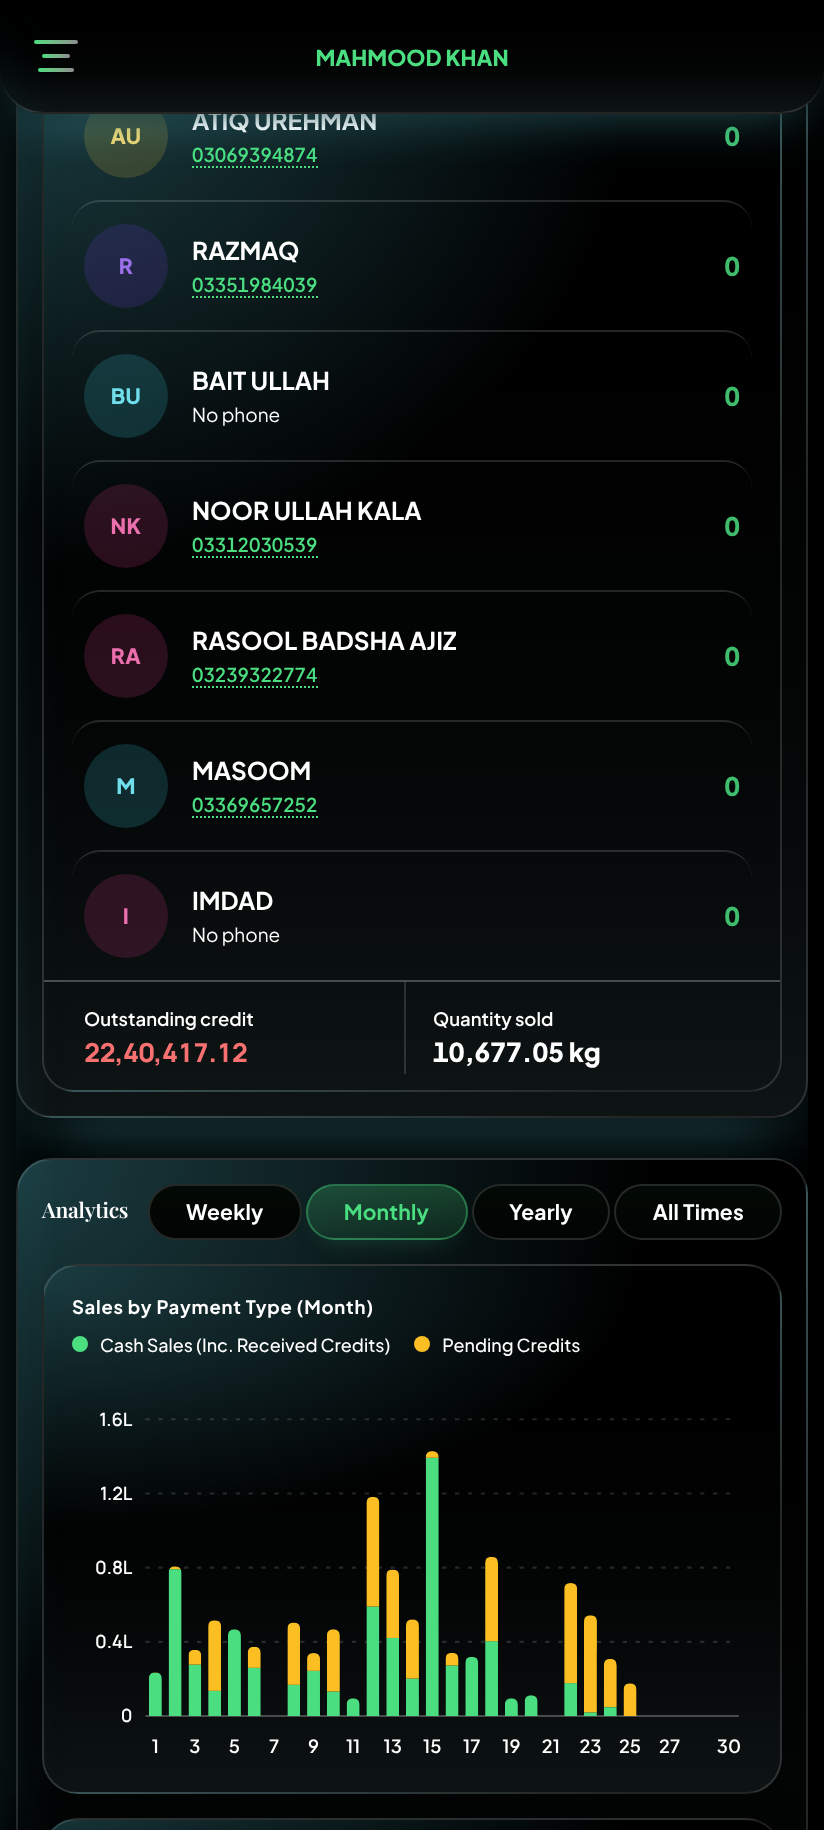 MAHMOOD KHAN
AU
ATIQ UREHMAN
03069394874
0
R
RAZMAQ
03351984039
0
BU
BAIT ULLAH
No phone
0
NK
NOOR ULLAH KALA
03312030539
0
RA
RASOOL BADSHA AJIZ
03239322774
0
M
MASOOM
03369657252
0
I
IMDAD
No phone
0
Outstanding credit
22,40,417.12
Quantity sold
10,677.05 kg
Analytics
Weekly
Monthly
Yearly
All Times
Sales by Payment Type (Month)
Cash Sales (Inc. Received Credits)
Pending Credits
1.6L
1.2L
0.8L
0.4L
0
1 3 5 7 9 11 13 15 17 19 21 23 25 27 30